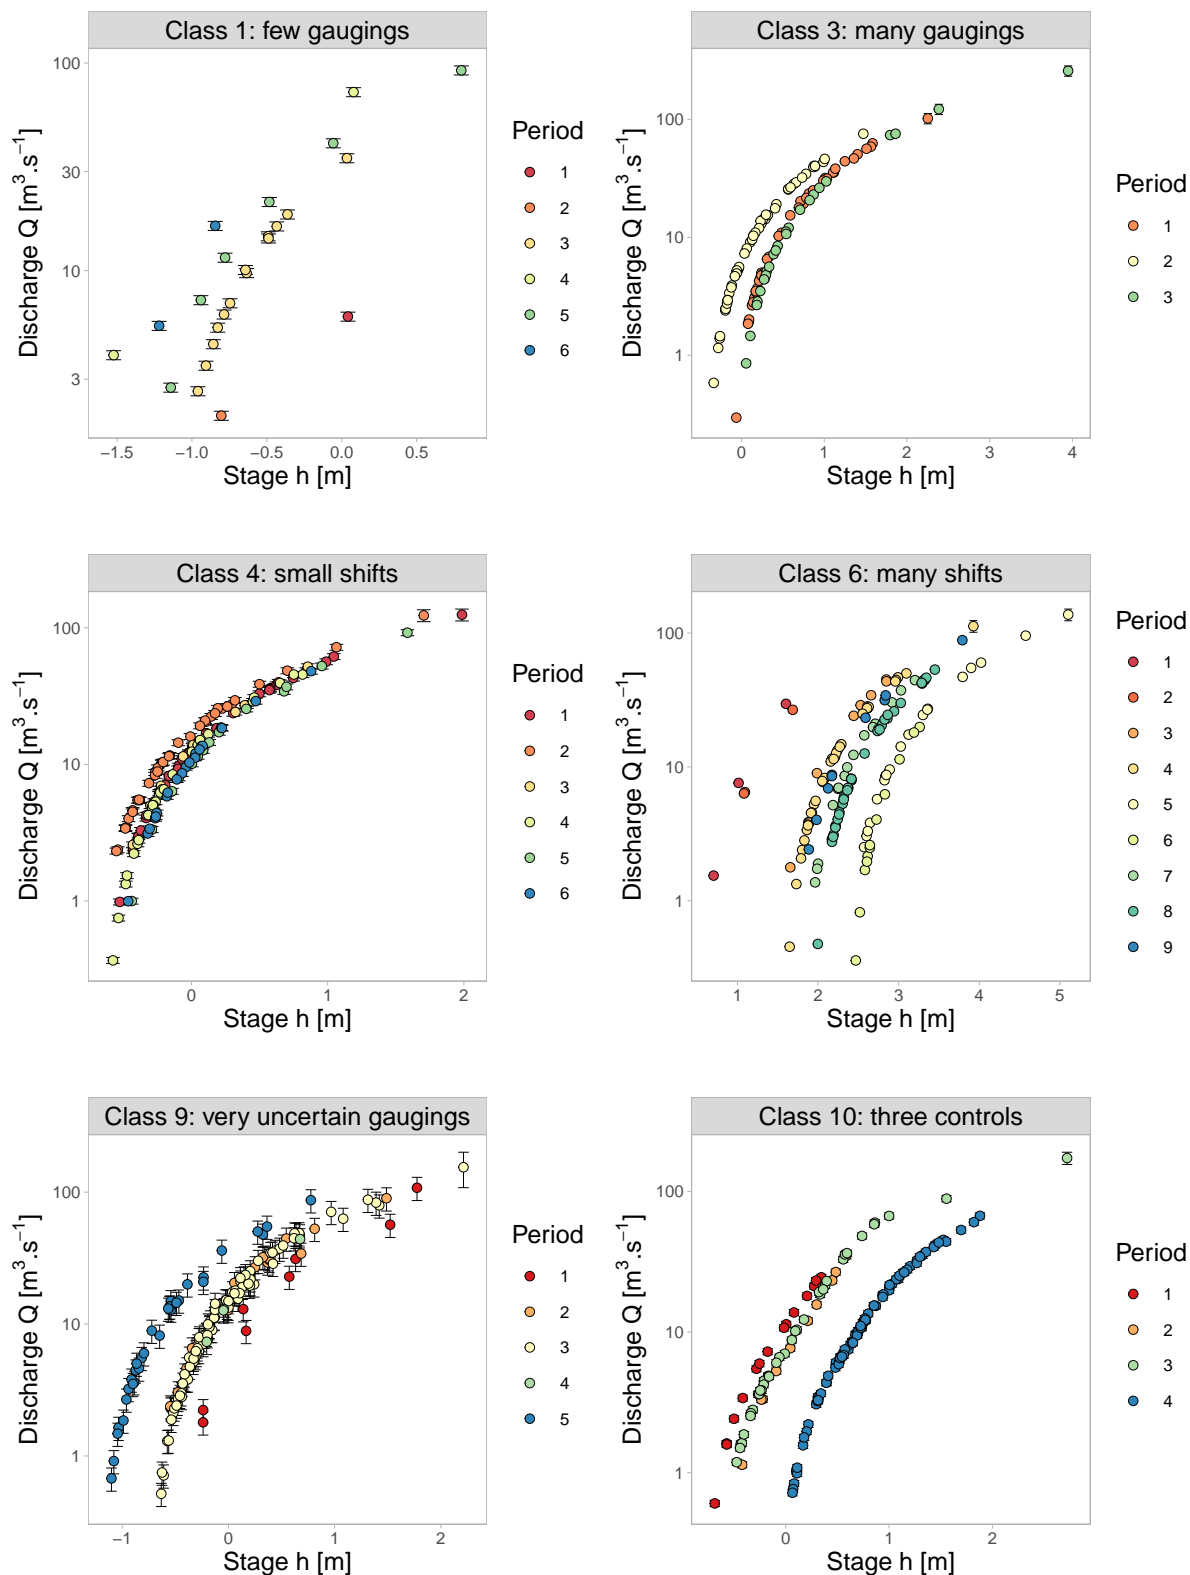 Class 1: few gaugings
100
30
10
3
Discharge Q [m³.s⁻¹]
−1.5 −1.0 −0.5 0.0 0.5
Stage h [m]
Period
1
2
3
4
5
6
Class 3: many gaugings
100
10
1
Discharge Q [m³.s⁻¹]
0 1 2 3 4
Stage h [m]
Period
1
2
3
Class 4: small shifts
100
10
1
Discharge Q [m³.s⁻¹]
0 1 2
Stage h [m]
Period
1
2
3
4
5
6
Class 6: many shifts
100
10
1
Discharge Q [m³.s⁻¹]
1 2 3 4 5
Stage h [m]
Period
1
2
3
4
5
6
7
8
9
Class 9: very uncertain gaugings
100
10
1
Discharge Q [m³.s⁻¹]
−1 0 1 2
Stage h [m]
Period
1
2
3
4
5
Class 10: three controls
100
10
1
Discharge Q [m³.s⁻¹]
0 1 2
Stage h [m]
Period
1
2
3
4